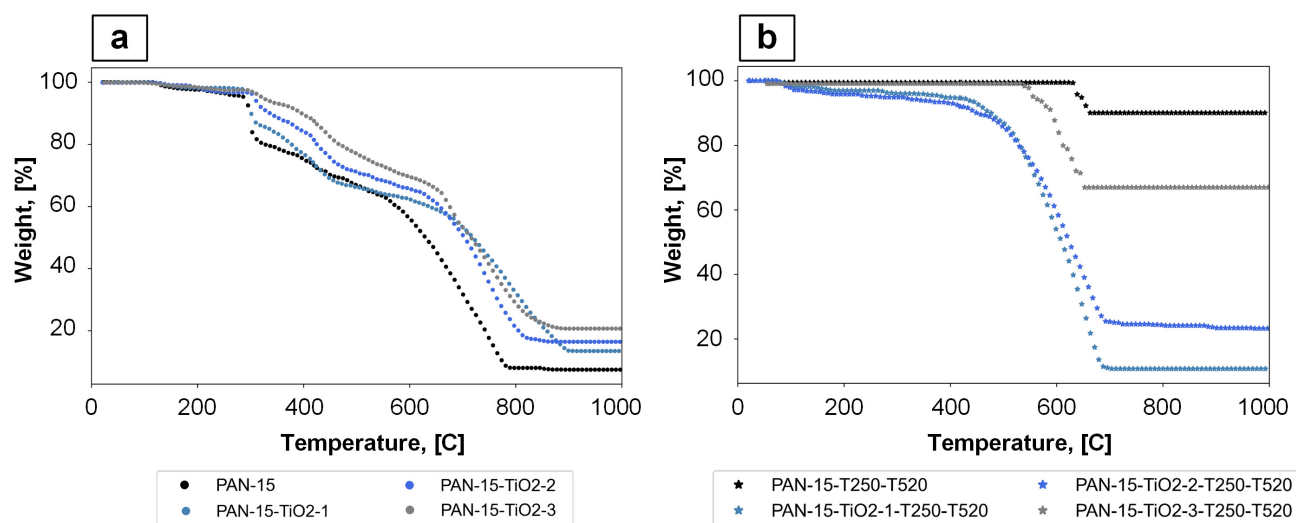 a
100
80
60
40
20
Weight, [%]
0 200 400 600 800 1000
Temperature, [C]
PAN-15 PAN-15-TiO2-2
PAN-15-TiO2-1 PAN-15-TiO2-3
b
100
80
60
40
20
Weight, [%]
0 200 400 600 800 1000
Temperature, [C]
PAN-15-T250-T520 PAN-15-TiO2-2-T250-T520
PAN-15-TiO2-1-T250-T520 PAN-15-TiO2-3-T250-T520